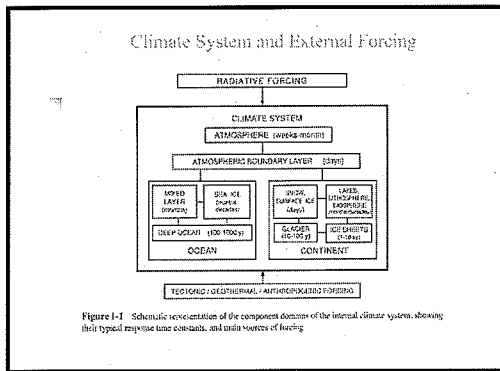 Climate System and External Forcing
RADIATIVE FORCING
CLIMATE SYSTEM
ATMOSPHERE (weeks-month)
ATMOSPHERIC BOUNDARY LAYER (days)
MIXED
LAYER
SEA ICE
DEEP OCEAN (100-1000 y)
OCEAN
SNOW,
SURFACE ICE
(days)
LAKES,
LITHOSPHERE,
BIOSPHERE
GLACIER
(10-100 y)
ICE SHEETS
CONTINENT
TECTONIC / GEOTHERMAL / ANTHROPOGENIC FORCING
Figure 1-1 Schematic representation of the component domains of the internal climate system, showing
their typical response time constants, and main sources of forcing